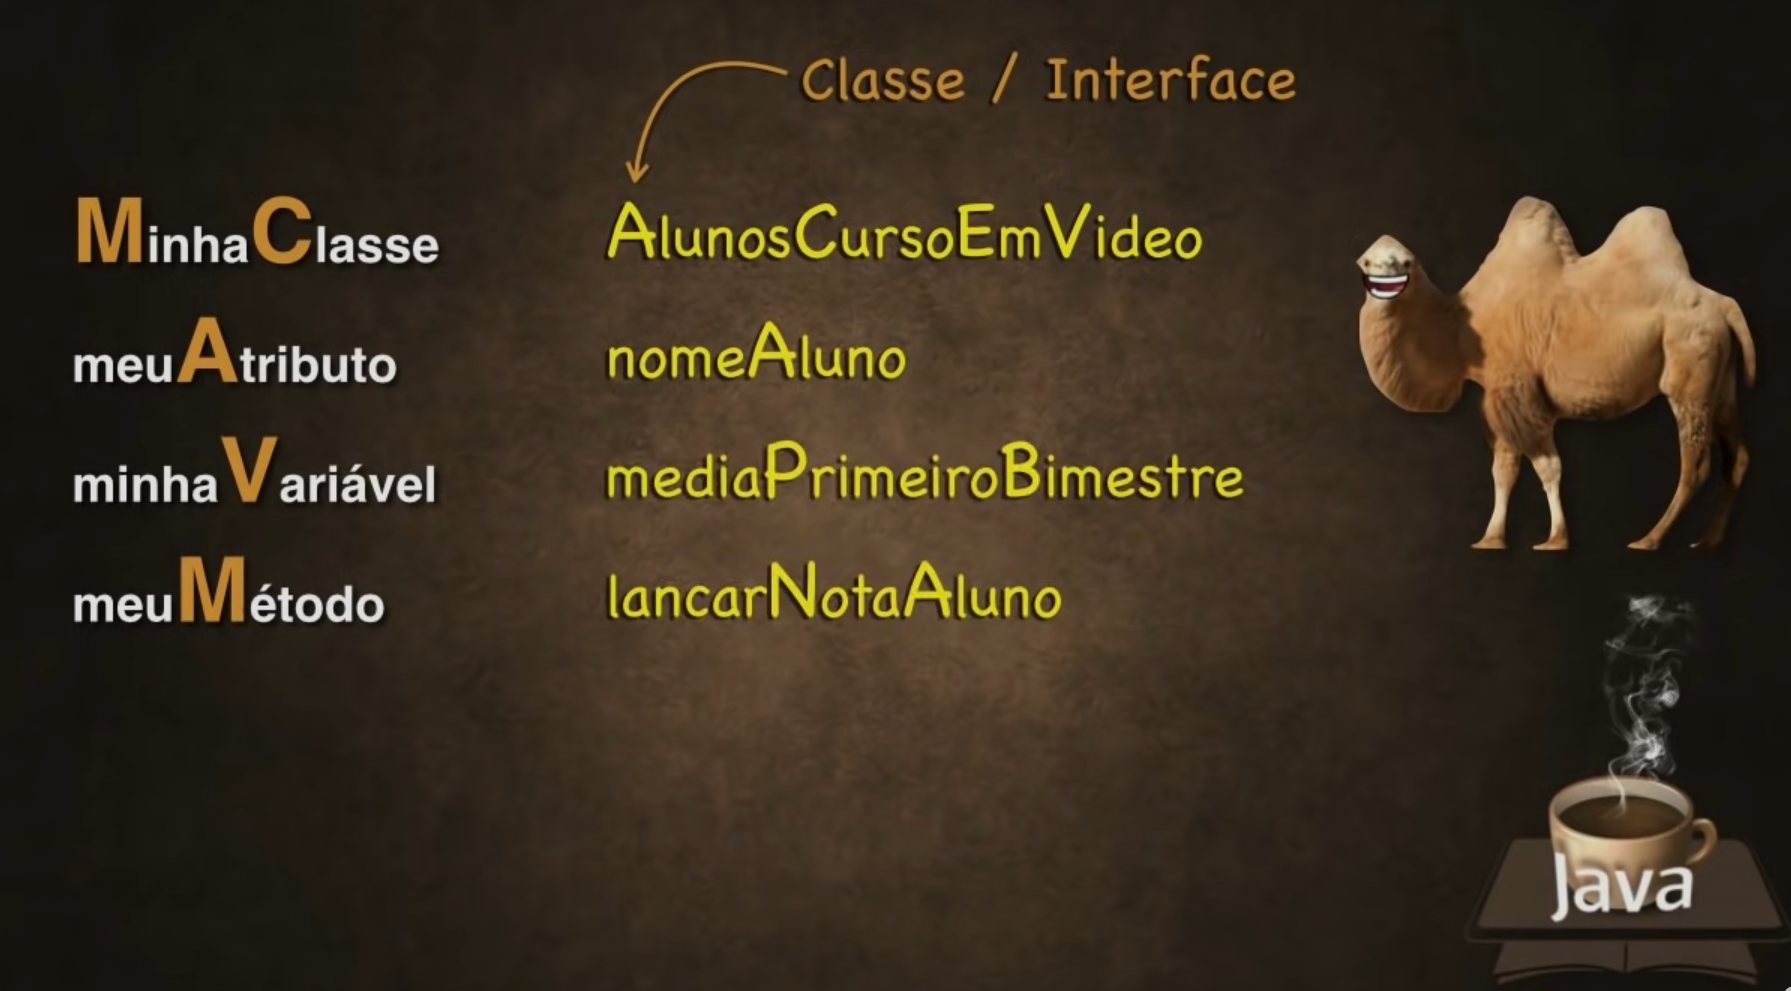 Classe / Interface
MinhaClasse
AlunosCursoEmVideo
meuAtributo
nomeAluno
minhaVariável
mediaPrimeiroBimestre
meuMétodo
lancarNotaAluno
Java